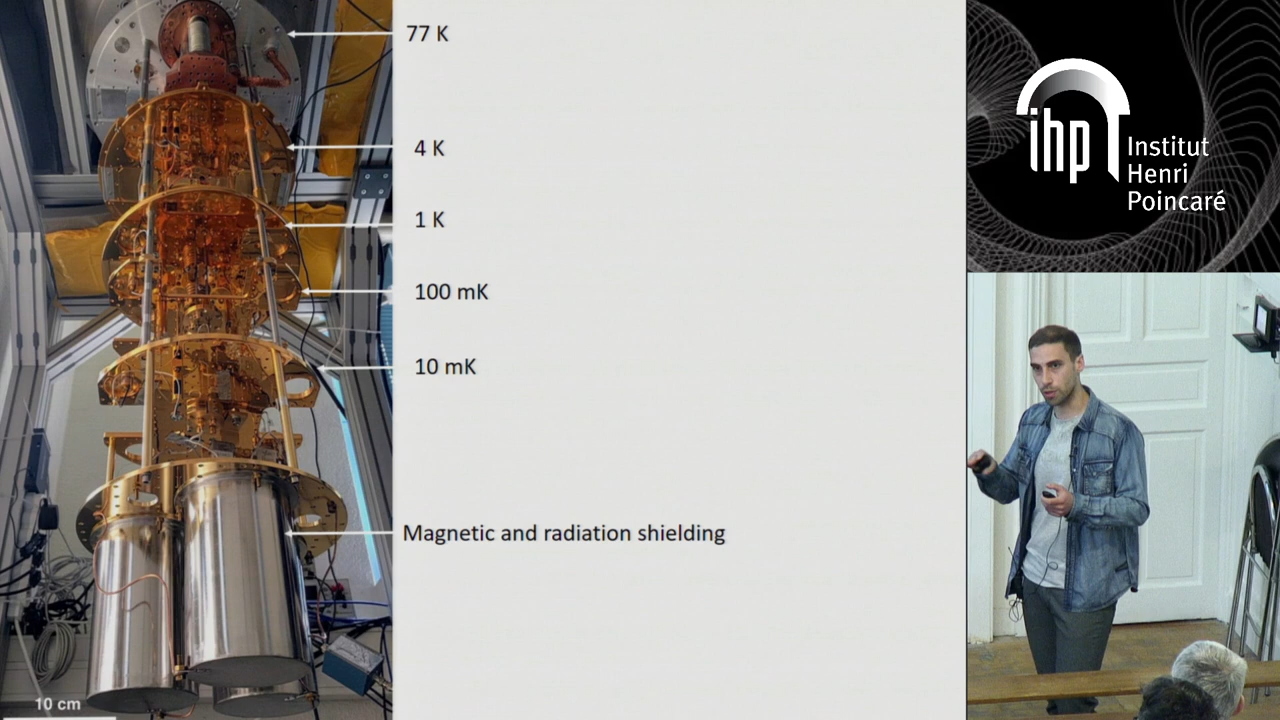 77 K
4 K
1 K
100 mK
10 mK
Magnetic and radiation shielding
10 cm
ihp
Institut
Henri
Poincaré